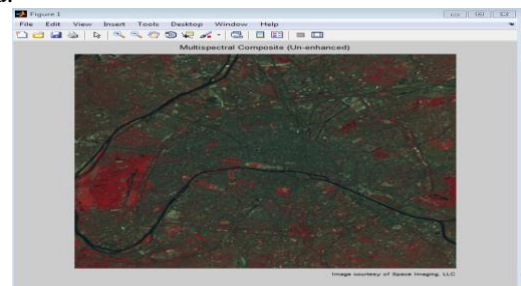 Figure 1
File Edit View Insert Tools Desktop Window Help
Multispectral Composite (Un-enhanced)
Image courtesy of Space Imaging, LLC